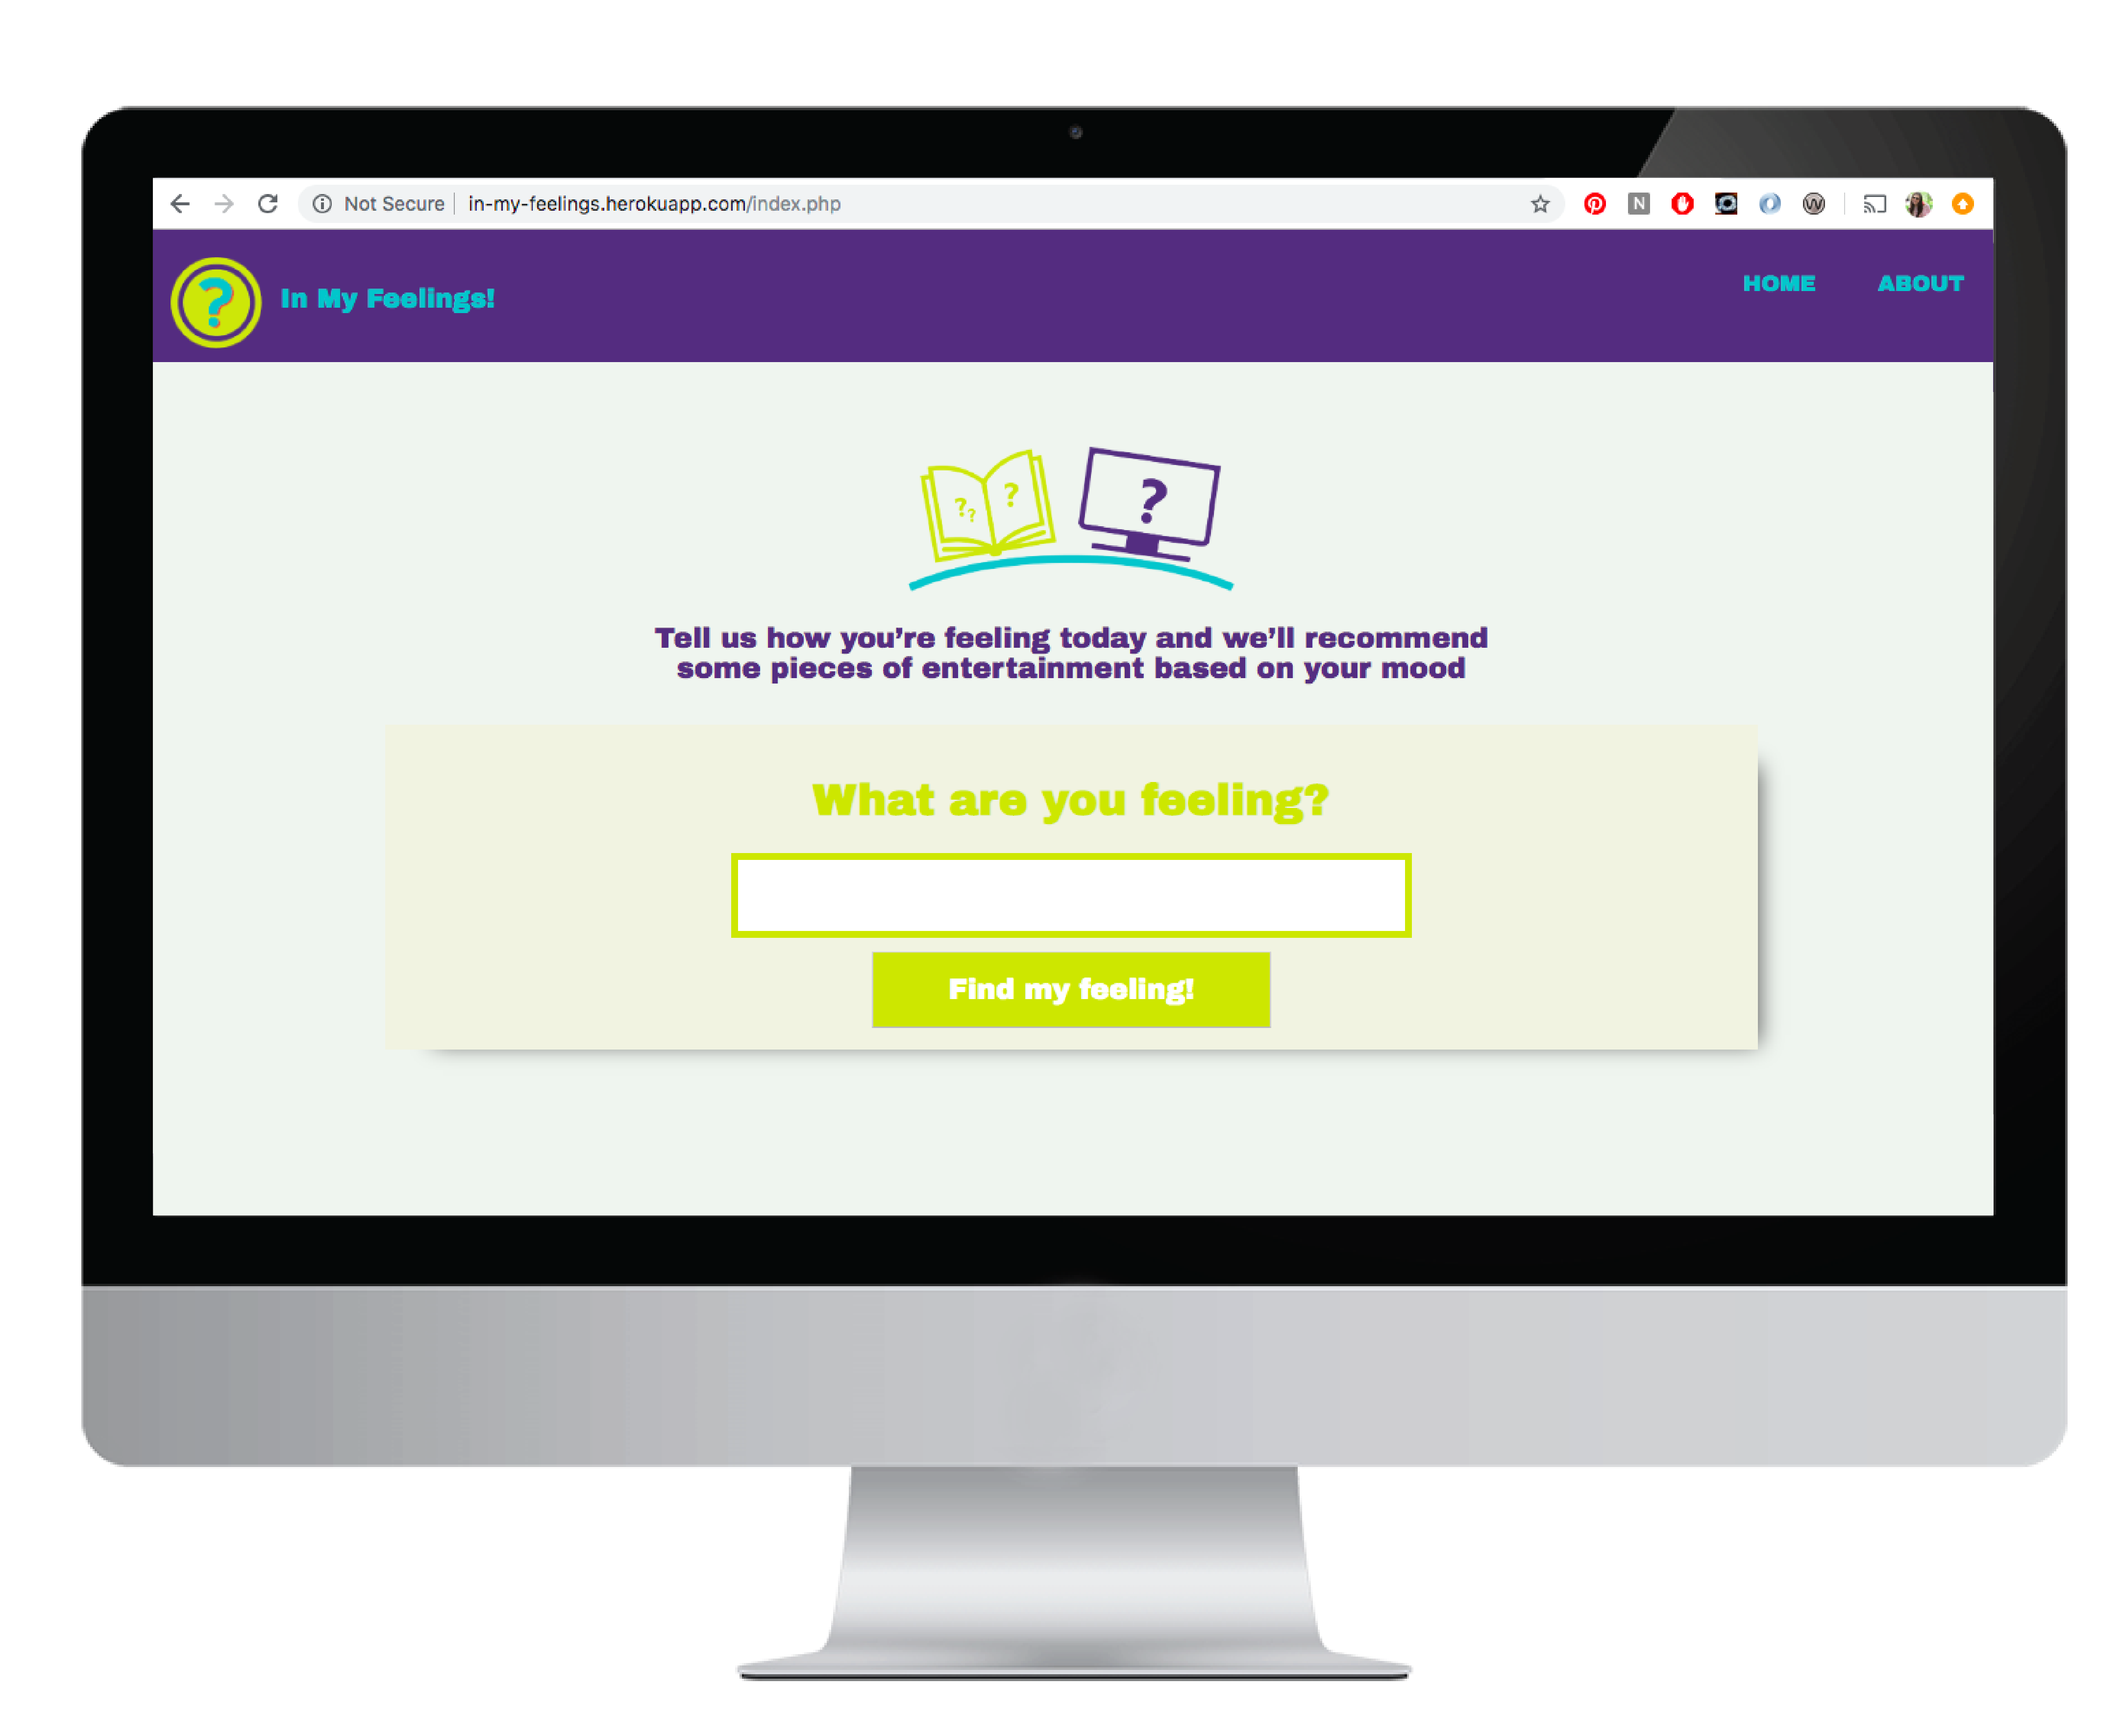 Not Secure | in-my-feelings.herokuapp.com/index.php
N
W
?
In My Feelings!
HOME
ABOUT
? ? ?
?
Tell us how you’re feeling today and we’ll recommend
some pieces of entertainment based on your mood
What are you feeling?
Find my feeling!